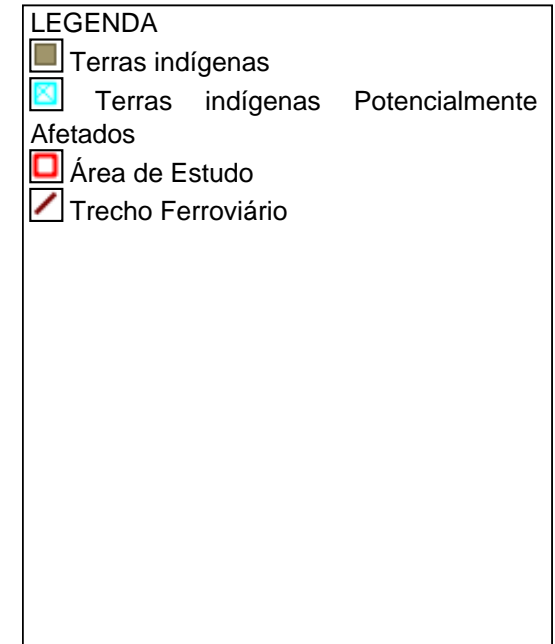 LEGENDA
Terras indígenas
Terras indígenas Potencialmente
Afetados
Área de Estudo
Trecho Ferroviário